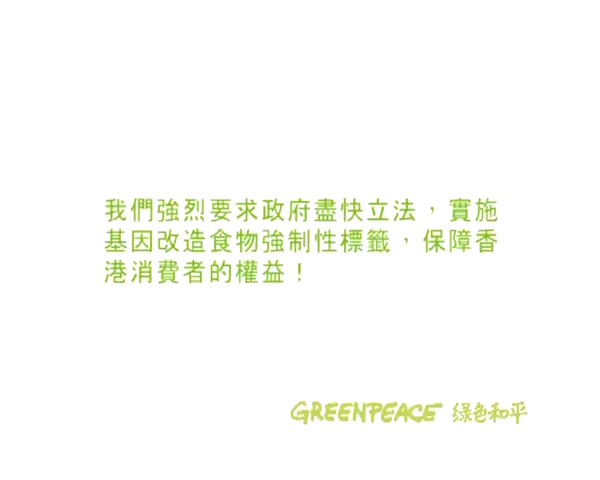 我們強烈要求政府盡快立法，實施
基因改造食物強制性標籤，保障香
港消費者的權益！
GREENPEACE 绿色和平